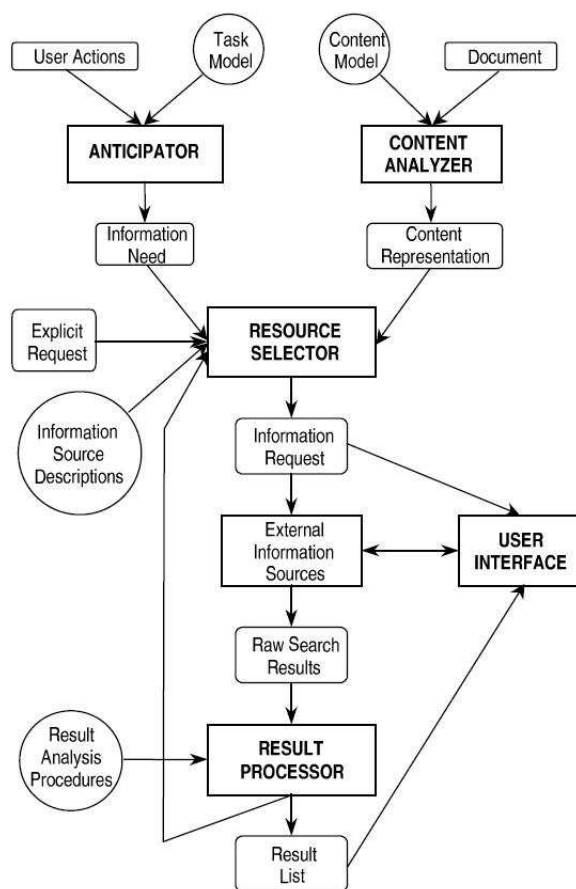 User Actions
Task
Model
Content
Model
Document
ANTICIPATOR
CONTENT
ANALYZER
Information
Need
Content
Representation
Explicit
Request
RESOURCE
SELECTOR
Information
Source
Descriptions
Information
Request
External
Information
Sources
USER
INTERFACE
Raw Search
Results
Result
Analysis
Procedures
RESULT
PROCESSOR
Result
List